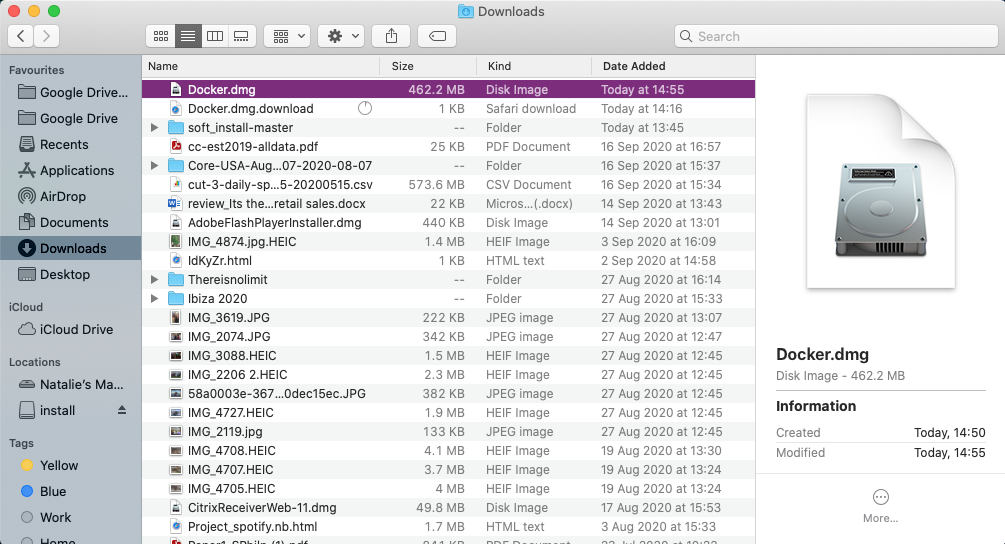 Downloads
Search
Favourites
Google Drive...
Google Drive
Recents
Applications
AirDrop
Documents
Downloads
Desktop
iCloud
iCloud Drive
Locations
Natalie's Ma...
install
Tags
Yellow
Blue
Work
Home
Name Size Kind Date Added
Docker.dmg 462.2 MB Disk Image Today at 14:55
Docker.dmg.download 1 KB Safari download Today at 14:16
soft_install-master -- Folder Today at 13:45
cc-est2019-alldata.pdf 25 KB PDF Document 16 Sep 2020 at 16:57
Core-USA-Aug...07-2020-08-07 -- Folder 16 Sep 2020 at 15:37
cut-3-daily-sp...5-20200515.csv 573.6 MB CSV Document 16 Sep 2020 at 15:34
review_Its the...retail sales.docx 22 KB Micros...(.docx) 14 Sep 2020 at 13:43
AdobeFlashPlayerInstaller.dmg 440 KB Disk Image 14 Sep 2020 at 13:01
IMG_4874.jpg.HEIC 1.4 MB HEIF Image 3 Sep 2020 at 16:09
IdKyZr.html 1 KB HTML text 2 Sep 2020 at 14:58
Thereisnolimit -- Folder 27 Aug 2020 at 16:14
Ibiza 2020 -- Folder 27 Aug 2020 at 15:33
IMG_3619.JPG 222 KB JPEG image 27 Aug 2020 at 13:07
IMG_2074.JPG 342 KB JPEG image 27 Aug 2020 at 12:47
IMG_3088.HEIC 1.5 MB HEIF Image 27 Aug 2020 at 12:45
IMG_2206 2.HEIC 2.3 MB HEIF Image 27 Aug 2020 at 12:45
58a0003e-367...0dec15ec.JPG 382 KB JPEG image 27 Aug 2020 at 12:45
IMG_4727.HEIC 1.9 MB HEIF Image 27 Aug 2020 at 12:45
IMG_2119.jpg 133 KB JPEG image 27 Aug 2020 at 12:45
IMG_4708.HEIC 4.1 MB HEIF Image 19 Aug 2020 at 13:30
IMG_4707.HEIC 3.7 MB HEIF Image 19 Aug 2020 at 13:24
IMG_4705.HEIC 4 MB HEIF Image 19 Aug 2020 at 13:24
CitrixReceiverWeb-11.dmg 49.8 MB Disk Image 17 Aug 2020 at 15:53
Project_spotify.nb.html 1.7 MB HTML text 3 Aug 2020 at 15:33
Docker.dmg
Disk Image - 462.2 MB
Information
Created Today, 14:50
Modified Today, 14:55
More...